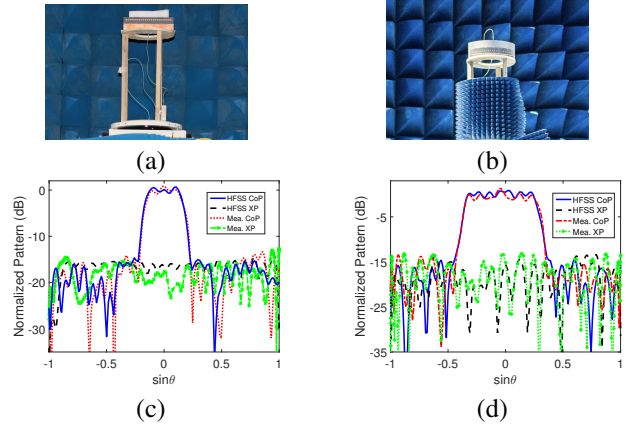 (a)
(b)
Normalized Pattern (dB)
0
-10
-20
-30
HFSS CoP
HFSS XP
Mea. CoP
Mea. XP
-1
-0.5
0
0.5
1
sinθ
(c)
Normalized Pattern (dB)
-5
-15
-25
-35
HFSS CoP
HFSS XP
Mea. CoP
Mea. XP
-1
-0.5
0
0.5
1
sinθ
(d)